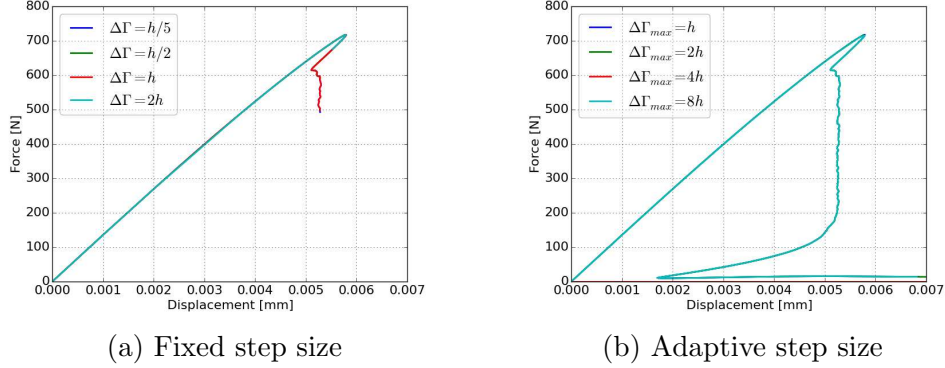 800
700
600
500
400
300
200
100
0
Force [N]
ΔΓ = h/5
ΔΓ = h/2
ΔΓ = h
ΔΓ = 2h
0.000 0.001 0.002 0.003 0.004 0.005 0.006 0.007
Displacement [mm]
(a) Fixed step size
800
700
600
500
400
300
200
100
0
Force [N]
ΔΓmax = h
ΔΓmax = 2h
ΔΓmax = 4h
ΔΓmax = 8h
0.000 0.001 0.002 0.003 0.004 0.005 0.006 0.007
Displacement [mm]
(b) Adaptive step size